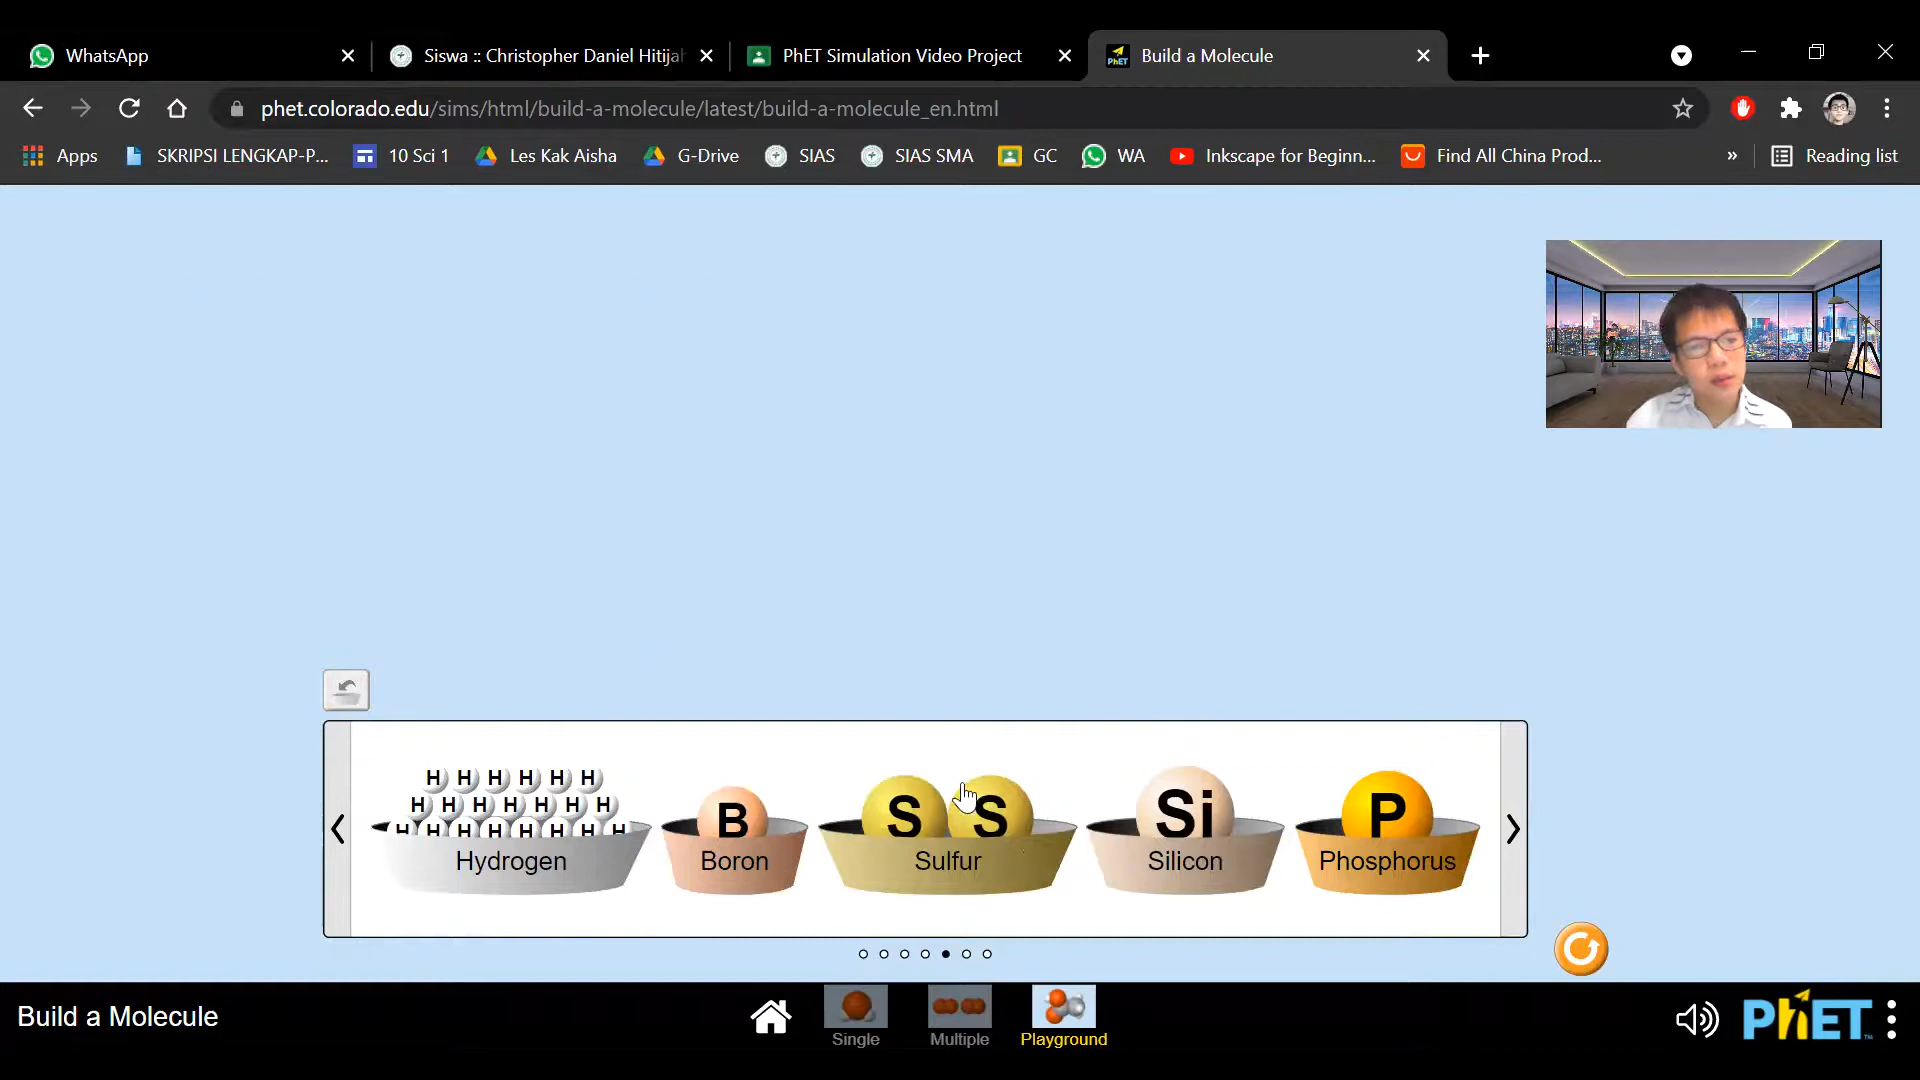 WhatsApp
Siswa :: Christopher Daniel Hitijah
PhET Simulation Video Project
PhET
Build a Molecule
phet.colorado.edu/sims/html/build-a-molecule/latest/build-a-molecule_en.html
Apps
SKRIPSI LENGKAP-P...
10 Sci 1
Les Kak Aisha
G-Drive
SIAS
SIAS SMA
GC
WA
Inkscape for Beginn...
Find All China Prod...
»
Reading list
H H H H H H
H H H H H H H
H H H H H H H H
B
S S
Si
P
Hydrogen
Boron
Sulfur
Silicon
Phosphorus
Build a Molecule
Single
Multiple
Playground
PhET